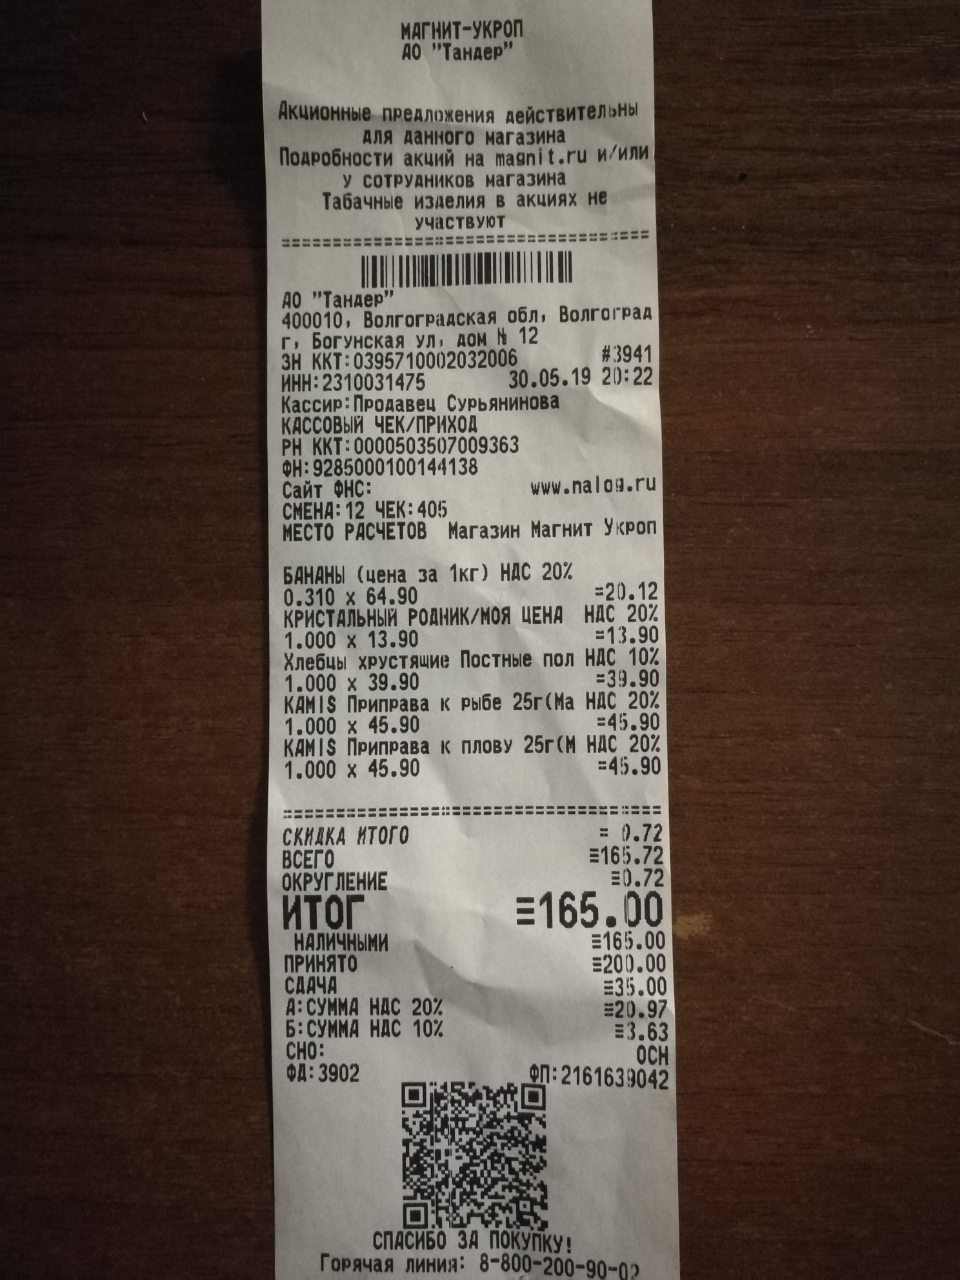 МАГНИТ-УКРОП
АО "Тандер"
Акционные предложения действительны
для данного магазина
Подробности акций на magnit.ru и/или
у сотрудников магазина
Табачные изделия в акциях не
участвуют
====================================
АО "Тандер"
400010, Волгоградская обл, Волгоград
г, Богунская ул, дом № 12
ЗН ККТ:0395710002032006 #3941
ИНН:2310031475 30.05.19 20:22
Кассир:Продавец Сурьянинова
КАССОВЫЙ ЧЕК/ПРИХОД
РН ККТ:0000503507009363
ФН:9285000100144138
Сайт ФНС: www.nalog.ru
СМЕНА:12 ЧЕК:405
МЕСТО РАСЧЕТОВ Магазин Магнит Укроп
БАНАНЫ (цена за 1кг) НДС 20%
0.310 x 64.90 =20.12
КРИСТАЛЬНЫЙ РОДНИК/МОЯ ЦЕНА НДС 20%
1.000 x 13.90 =13.90
Хлебцы хрустящие Постные пол НДС 10%
1.000 x 39.90 =39.90
KAMIS Приправа к рыбе 25г(Ма НДС 20%
1.000 x 45.90 =45.90
KAMIS Приправа к плову 25г(М НДС 20%
1.000 x 45.90 =45.90
====================================
СКИДКА ИТОГО = 0.72
ВСЕГО ≡165.72
ОКРУГЛЕНИЕ ≡0.72
ИТОГ ≡165.00
НАЛИЧНЫМИ ≡165.00
ПРИНЯТО ≡200.00
СДАЧА ≡35.00
А:СУММА НДС 20% ≡20.97
Б:СУММА НДС 10% ≡3.63
СНО: ОСН
ФД:3902 ФП:2161639042
СПАСИБО ЗА ПОКУПКУ!
Горячая линия: 8-800-200-90-02